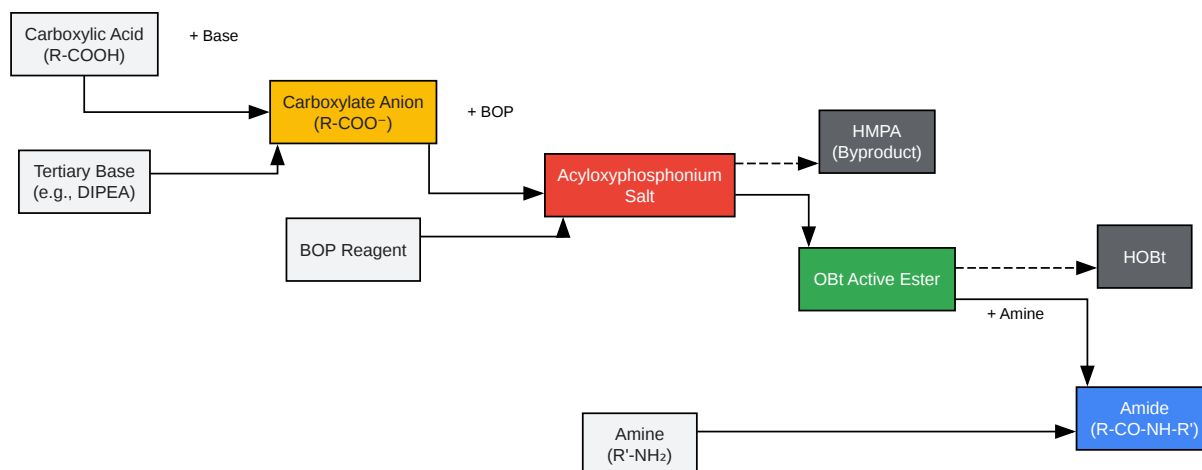 Carboxylic Acid
(R-COOH)
+ Base
Carboxylate Anion
(R-COO⁻)
+ BOP
Tertiary Base
(e.g., DIPEA)
HMPA
(Byproduct)
Acyloxyphosphonium
Salt
BOP Reagent
HOBt
OBt Active Ester
+ Amine
Amide
(R-CO-NH-R')
Amine
(R'-NH₂)